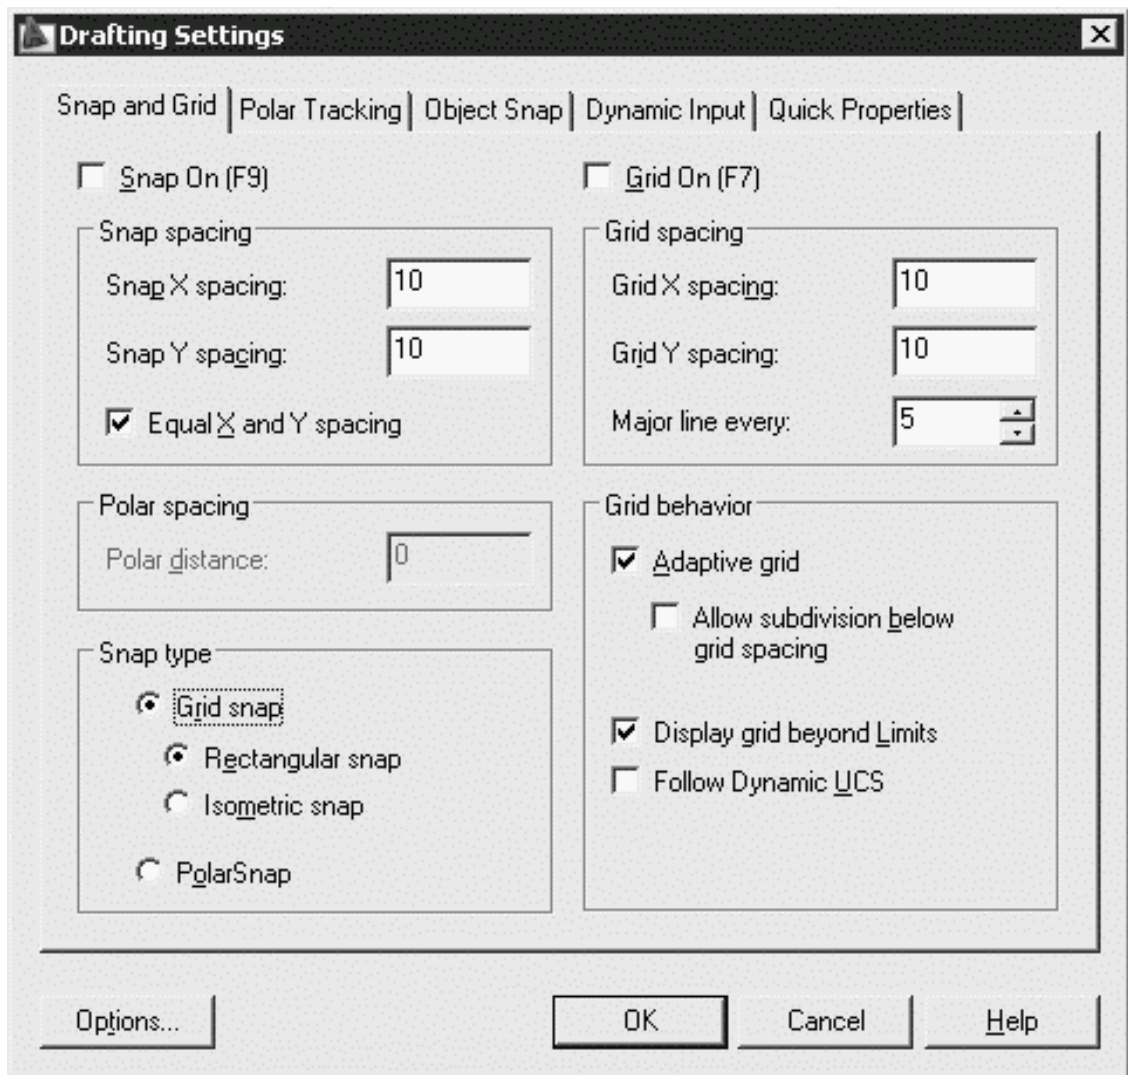 Drafting Settings
Snap and Grid
Polar Tracking
Object Snap
Dynamic Input
Quick Properties
Snap On (F9)
Snap spacing
Snap X spacing:
10
Snap Y spacing:
10
Equal X and Y spacing
Polar spacing
Polar distance:
0
Snap type
Grid snap
Rectangular snap
Isometric snap
PolarSnap
Grid On (F7)
Grid spacing
Grid X spacing:
10
Grid Y spacing:
10
Major line every:
5
Grid behavior
Adaptive grid
Allow subdivision below
grid spacing
Display grid beyond Limits
Follow Dynamic UCS
Options...
OK
Cancel
Help